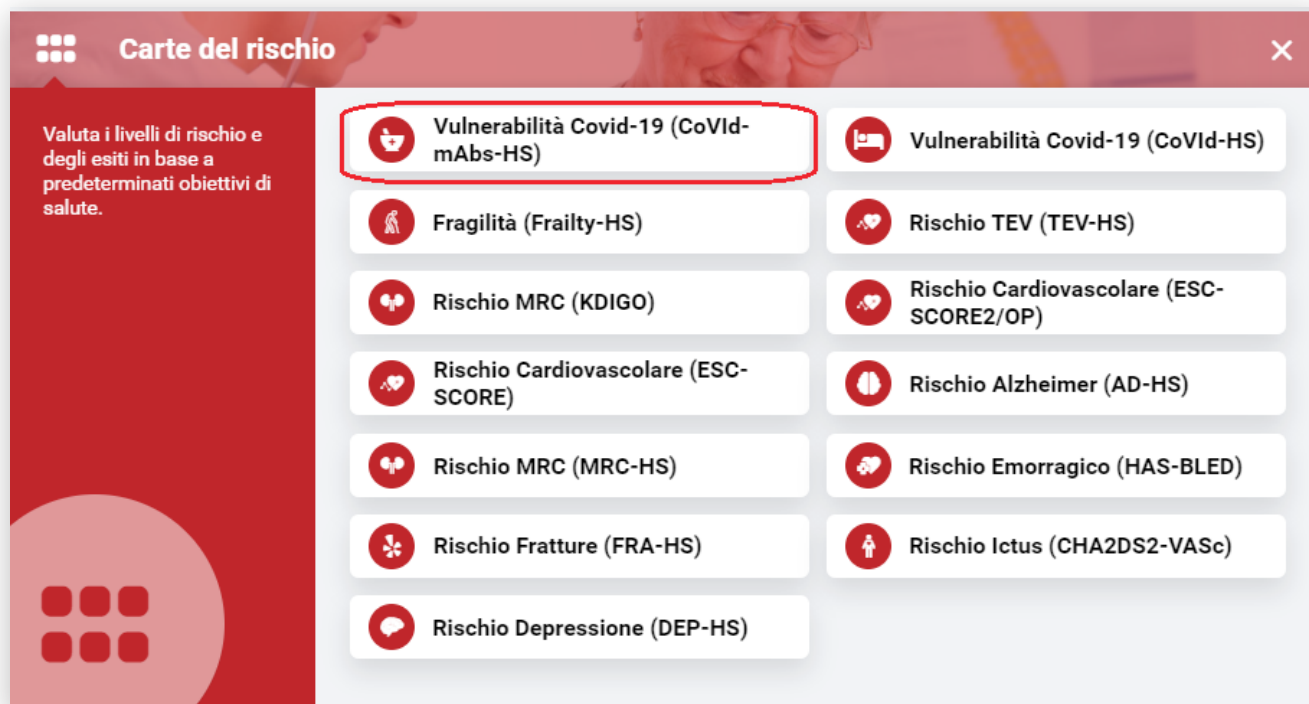 Carte del rischio
Valuta i livelli di rischio e
degli esiti in base a
predeterminati obiettivi di
salute.
Vulnerabilità Covid-19 (CoVId-
mAbs-HS)
Vulnerabilità Covid-19 (CoVId-HS)
Fragilità (Frailty-HS)
Rischio TEV (TEV-HS)
Rischio MRC (KDIGO)
Rischio Cardiovascolare (ESC-
SCORE2/OP)
Rischio Cardiovascolare (ESC-
SCORE)
Rischio Alzheimer (AD-HS)
Rischio MRC (MRC-HS)
Rischio Emorragico (HAS-BLED)
Rischio Fratture (FRA-HS)
Rischio Ictus (CHA2DS2-VASc)
Rischio Depressione (DEP-HS)